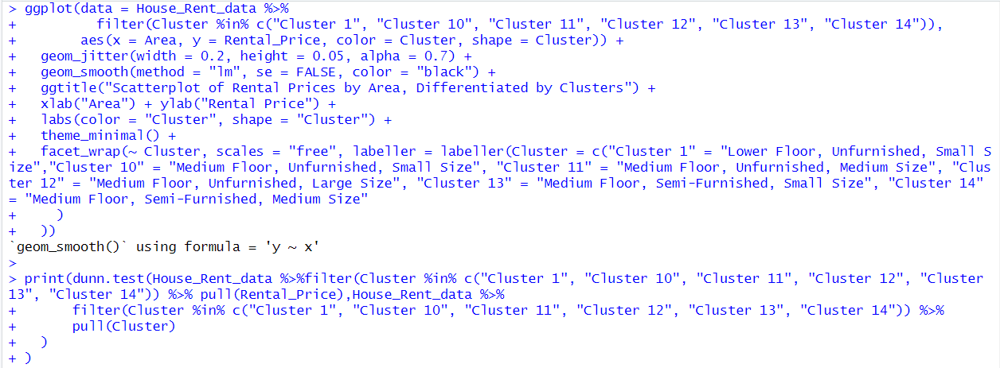 > ggplot(data = House_Rent_data %>%
+          filter(Cluster %in% c("Cluster 1", "Cluster 10", "Cluster 11", "Cluster 12", "Cluster 13", "Cluster 14")),
+        aes(x = Area, y = Rental_Price, color = Cluster, shape = Cluster)) +
+   geom_jitter(width = 0.2, height = 0.05, alpha = 0.7) +
+   geom_smooth(method = "lm", se = FALSE, color = "black") +
+   ggtitle("Scatterplot of Rental Prices by Area, Differentiated by Clusters") +
+   xlab("Area") + ylab("Rental Price") +
+   labs(color = "Cluster", shape = "Cluster") +
+   theme_minimal() +
+   facet_wrap(~ Cluster, scales = "free", labeller = labeller(Cluster = c("Cluster 1" = "Lower Floor, Unfurnished, Small S
ize","Cluster 10" = "Medium Floor, Unfurnished, Small Size", "Cluster 11" = "Medium Floor, Unfurnished, Medium Size", "Clus
ter 12" = "Medium Floor, Unfurnished, Large Size", "Cluster 13" = "Medium Floor, Semi-Furnished, Small Size", "Cluster 14"
= "Medium Floor, Semi-Furnished, Medium Size"
+     )
+   ))
`geom_smooth()` using formula = 'y ~ x'
>
> print(dunn.test(House_Rent_data %>%filter(Cluster %in% c("Cluster 1", "Cluster 10", "Cluster 11", "Cluster 12", "Cluster
13", "Cluster 14")) %>% pull(Rental_Price),House_Rent_data %>%
+       filter(Cluster %in% c("Cluster 1", "Cluster 10", "Cluster 11", "Cluster 12", "Cluster 13", "Cluster 14")) %>%
+       pull(Cluster)
+   )
+ )